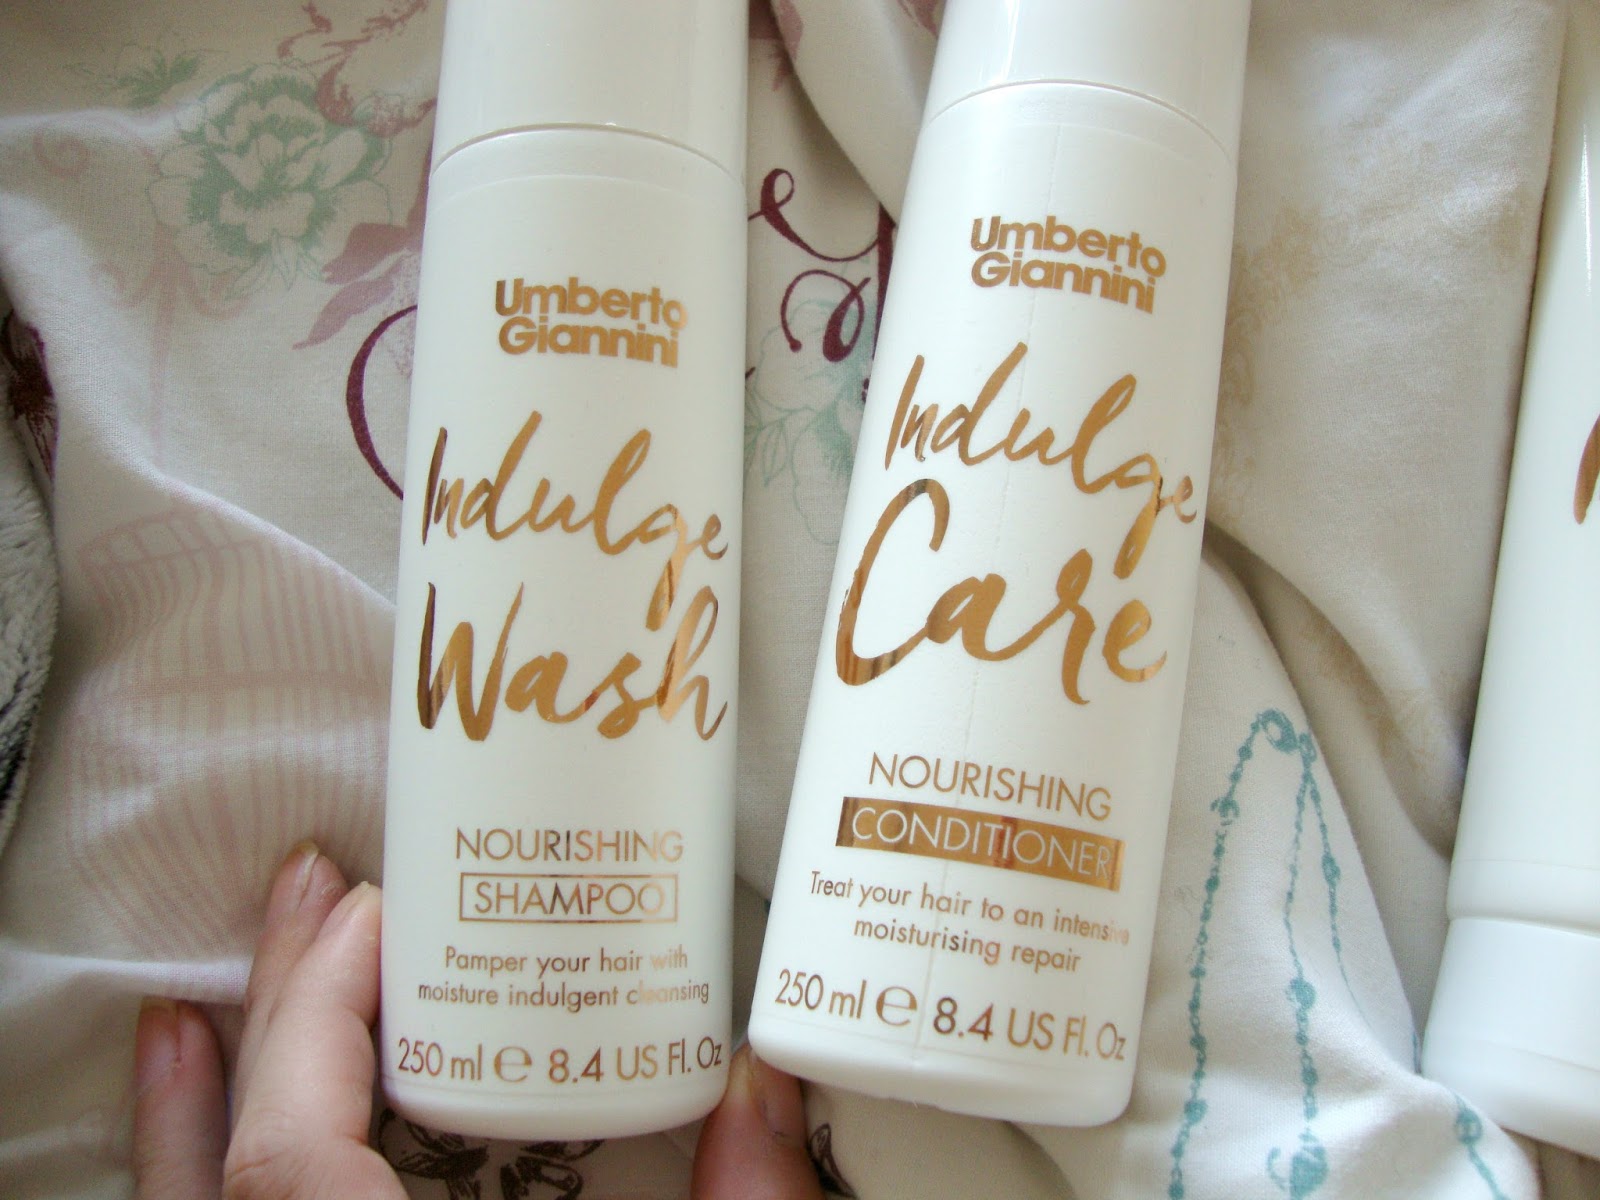 Umberto
Giannini
Indulge
Wash
NOURISHING
SHAMPOO
Pamper your hair with
moisture indulgent cleansing
250 ml e 8.4 US Fl. Oz
Umberto
Giannini
Indulge
Care
NOURISHING
CONDITIONER
Treat your hair to an intensive
moisturising repair
250 ml e 8.4 US Fl. Oz